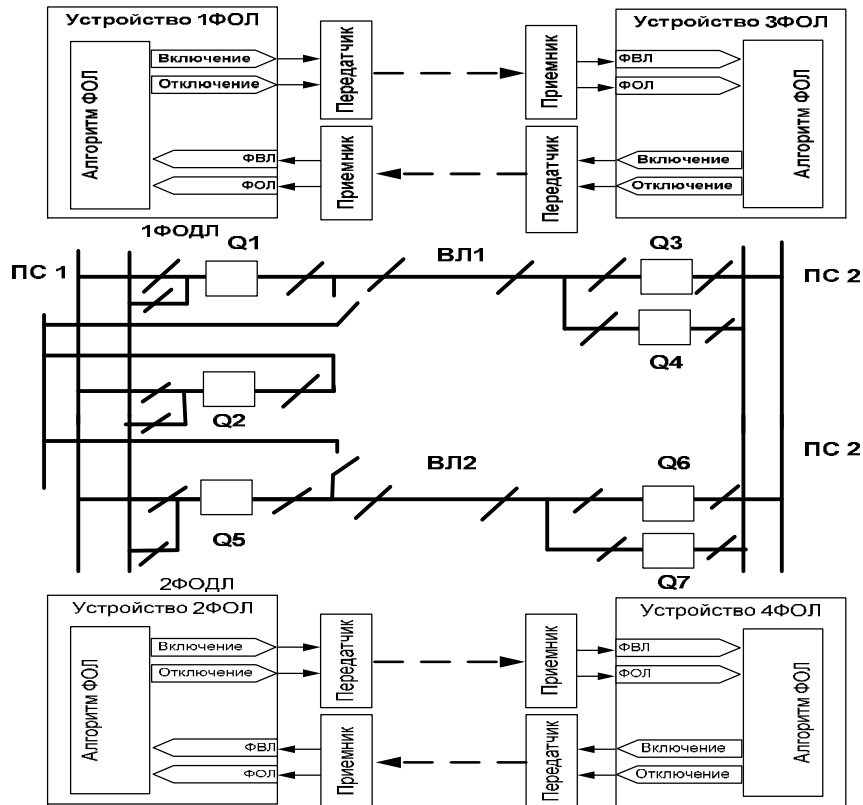 Устройство 1ФОЛ
Алгоритм ФОЛ
Включение
Отключение
ФВЛ
ФОЛ
Передатчик
Приемник
Приемник
Передатчик
Устройство 3ФОЛ
ФВЛ
ФОЛ
Включение
Отключение
Алгоритм ФОЛ
1ФОДЛ
Q1
ВЛ1
Q3
ПС 1
ПС 2
Q4
Q2
ПС 2
ВЛ2
Q6
Q5
Q7
2ФОДЛ
Устройство 2ФОЛ
Алгоритм ФОЛ
Включение
Отключение
ФВЛ
ФОЛ
Передатчик
Приемник
Приемник
Передатчик
Устройство 4ФОЛ
ФВЛ
ФОЛ
Включение
Отключение
Алгоритм ФОЛ